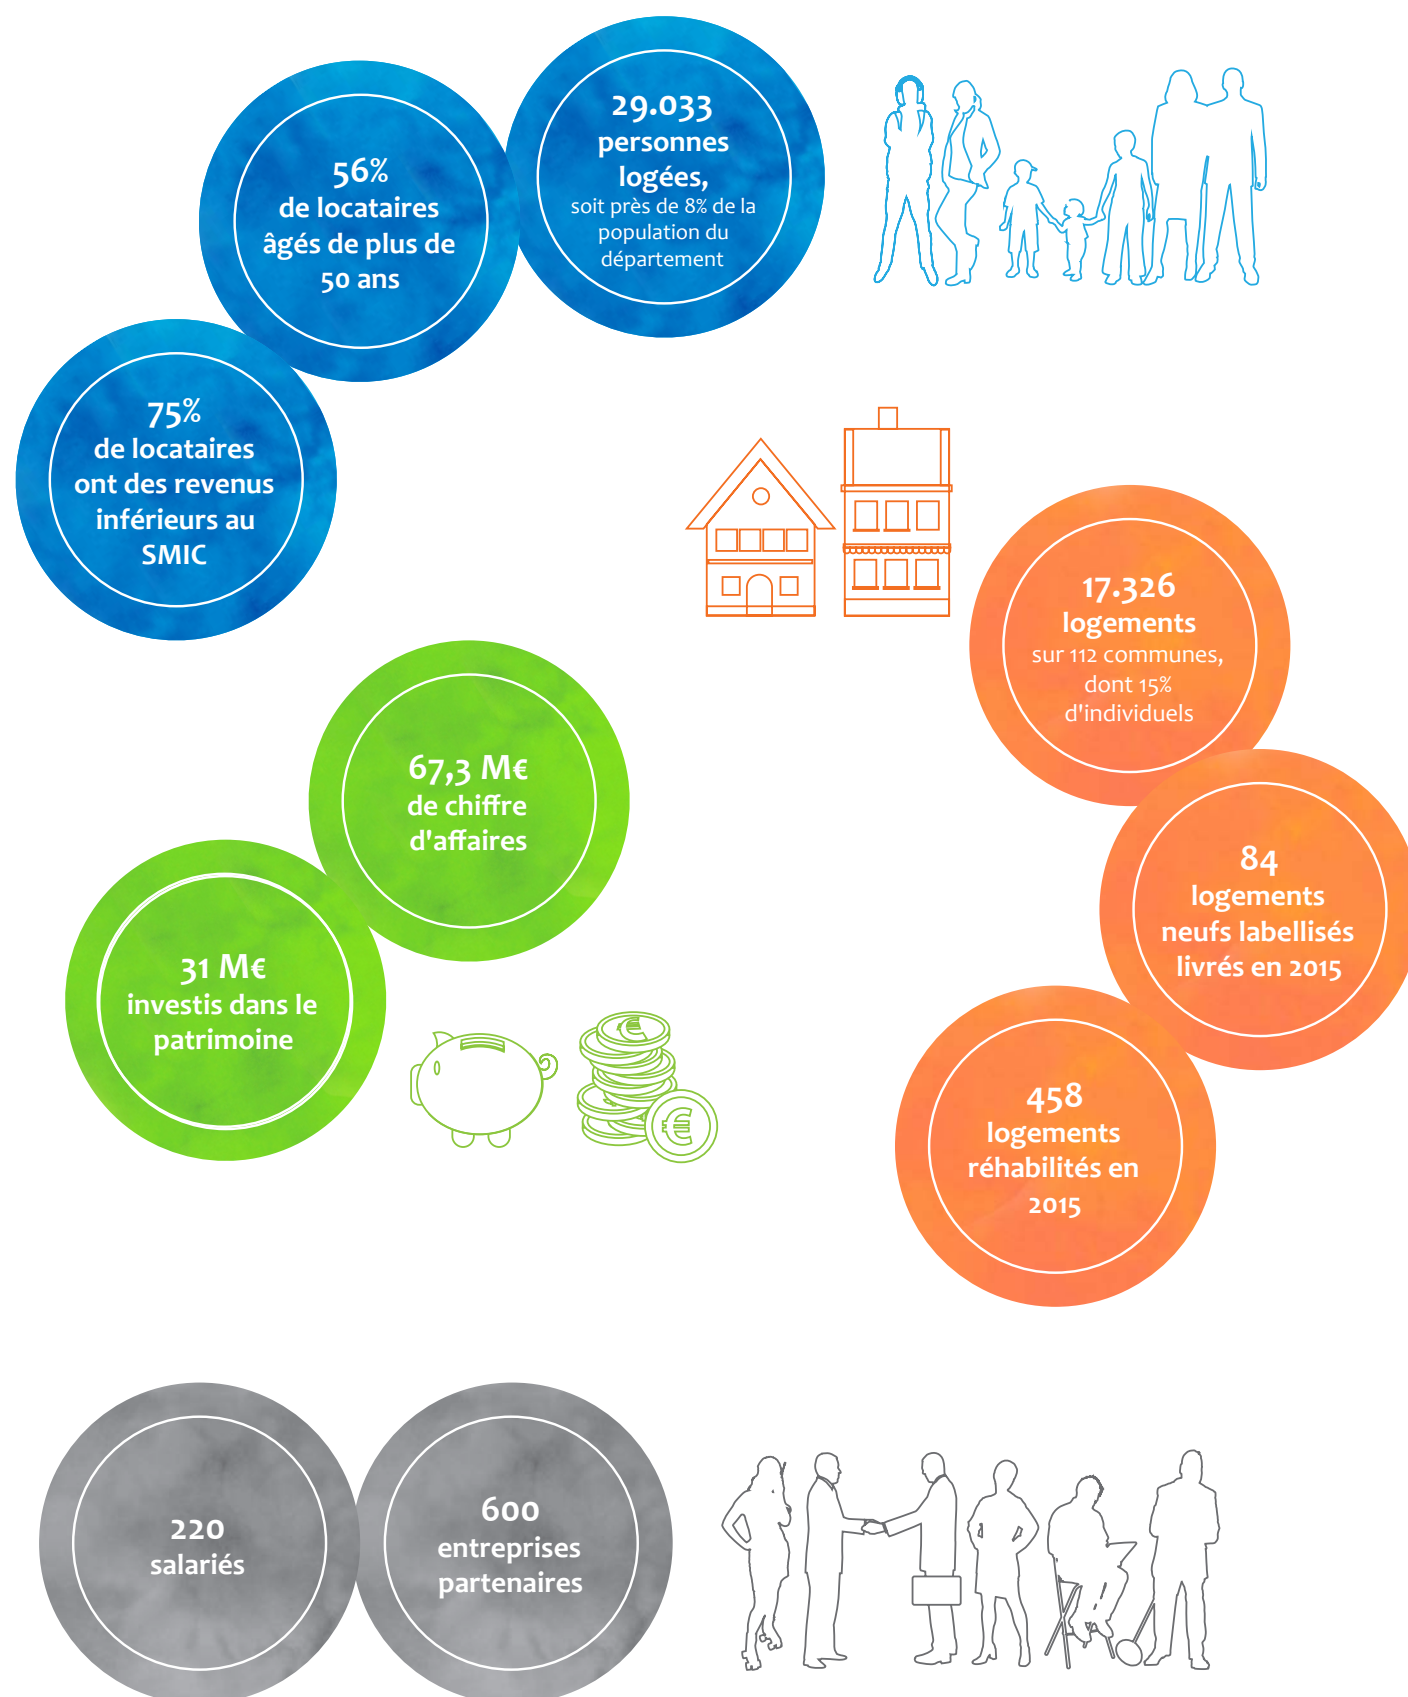 29.033
personnes
logées,
soit près de 8% de la
population du
département
56%
de locataires
âgés de plus de
50 ans
75%
de locataires
ont des revenus
inférieurs au
SMIC
17.326
logements
sur 112 communes,
dont 15%
d'individuels
84
logements
neufs labellisés
livrés en 2015
458
logements
réhabilités en
2015
67,3 M€
de chiffre
d'affaires
31 M€
investis dans le
patrimoine
€
€
220
salariés
600
entreprises
partenaires